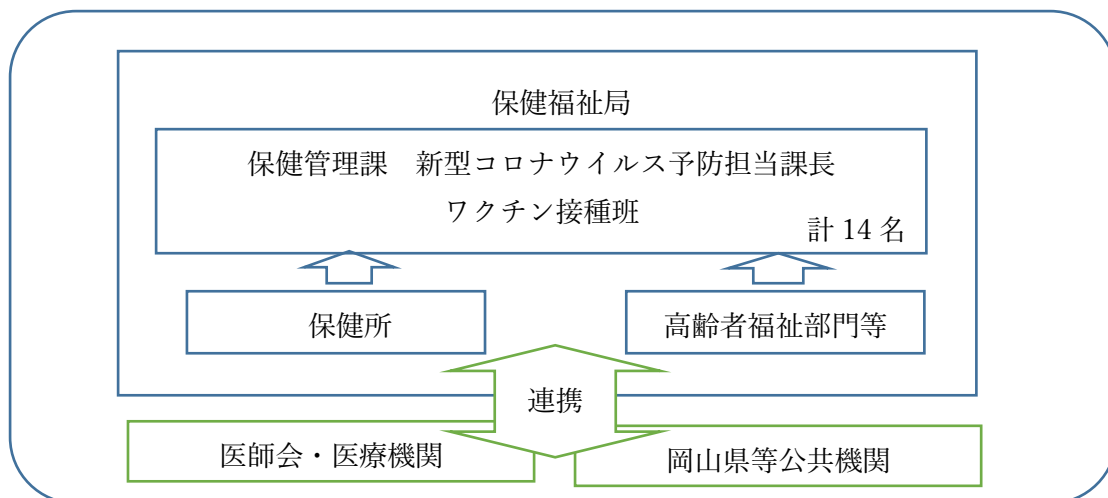 保健福祉局
保健管理課　新型コロナウイルス予防担当課長
ワクチン接種班
計 14 名
保健所
高齢者福祉部門等
連携
医師会・医療機関
岡山県等公共機関